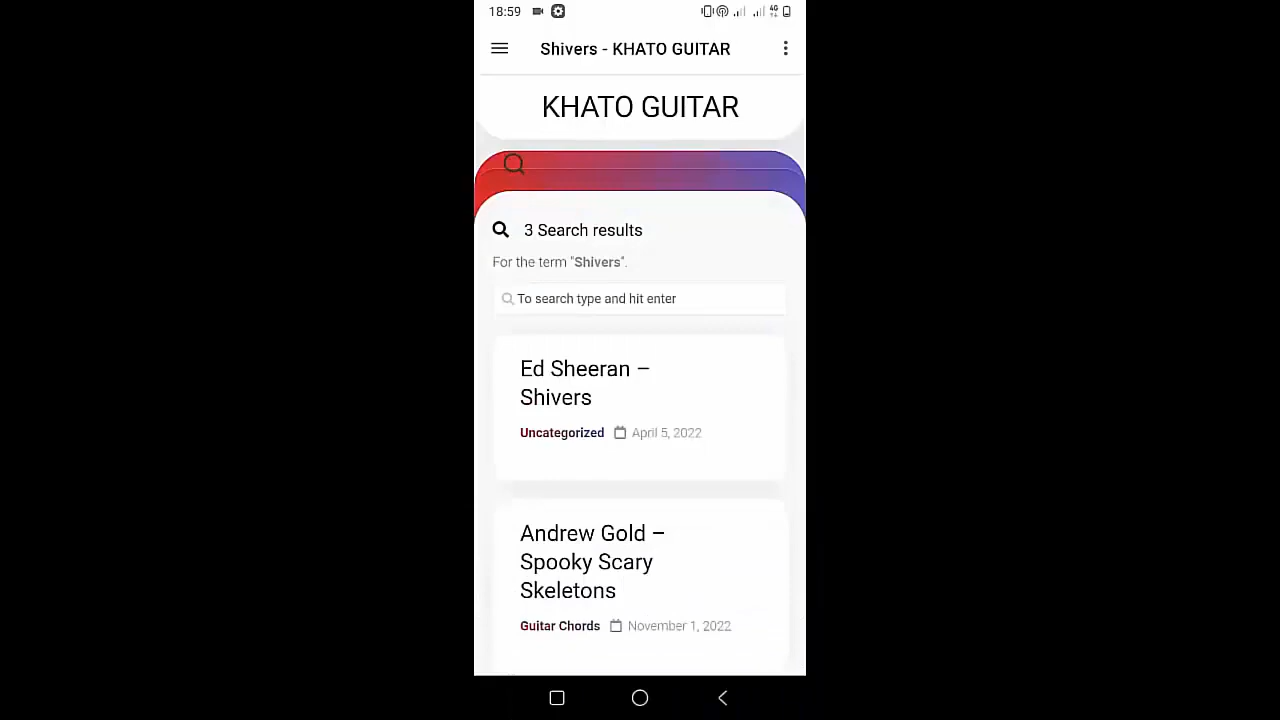 18:59
4G
Shivers - KHATO GUITAR
KHATO GUITAR
3 Search results
For the term "Shivers".
To search type and hit enter
Ed Sheeran –
Shivers
Uncategorized April 5, 2022
Andrew Gold –
Spooky Scary
Skeletons
Guitar Chords November 1, 2022